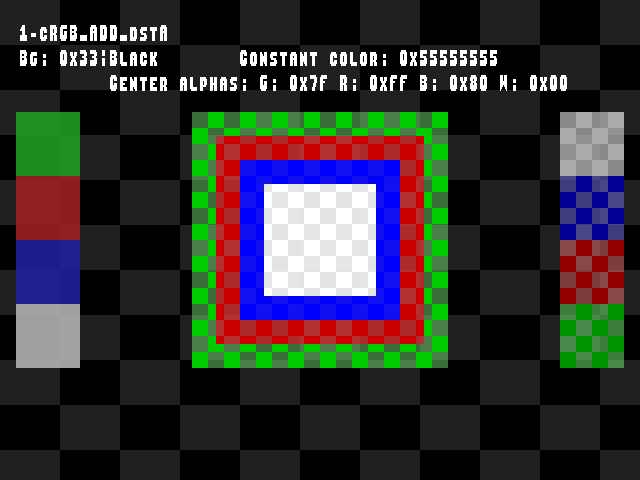 1-cRGB_ADD_dstA
Bg: 0x33¦Black Constant color: 0x55555555
Center alphas: G: 0x7f R: 0xff B: 0x80 W: 0x00